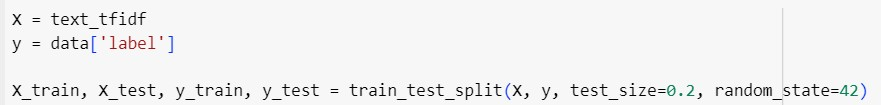 X = text_tfidf
y = data['label']
X_train, X_test, y_train, y_test = train_test_split(X, y, test_size=0.2, random_state=42)